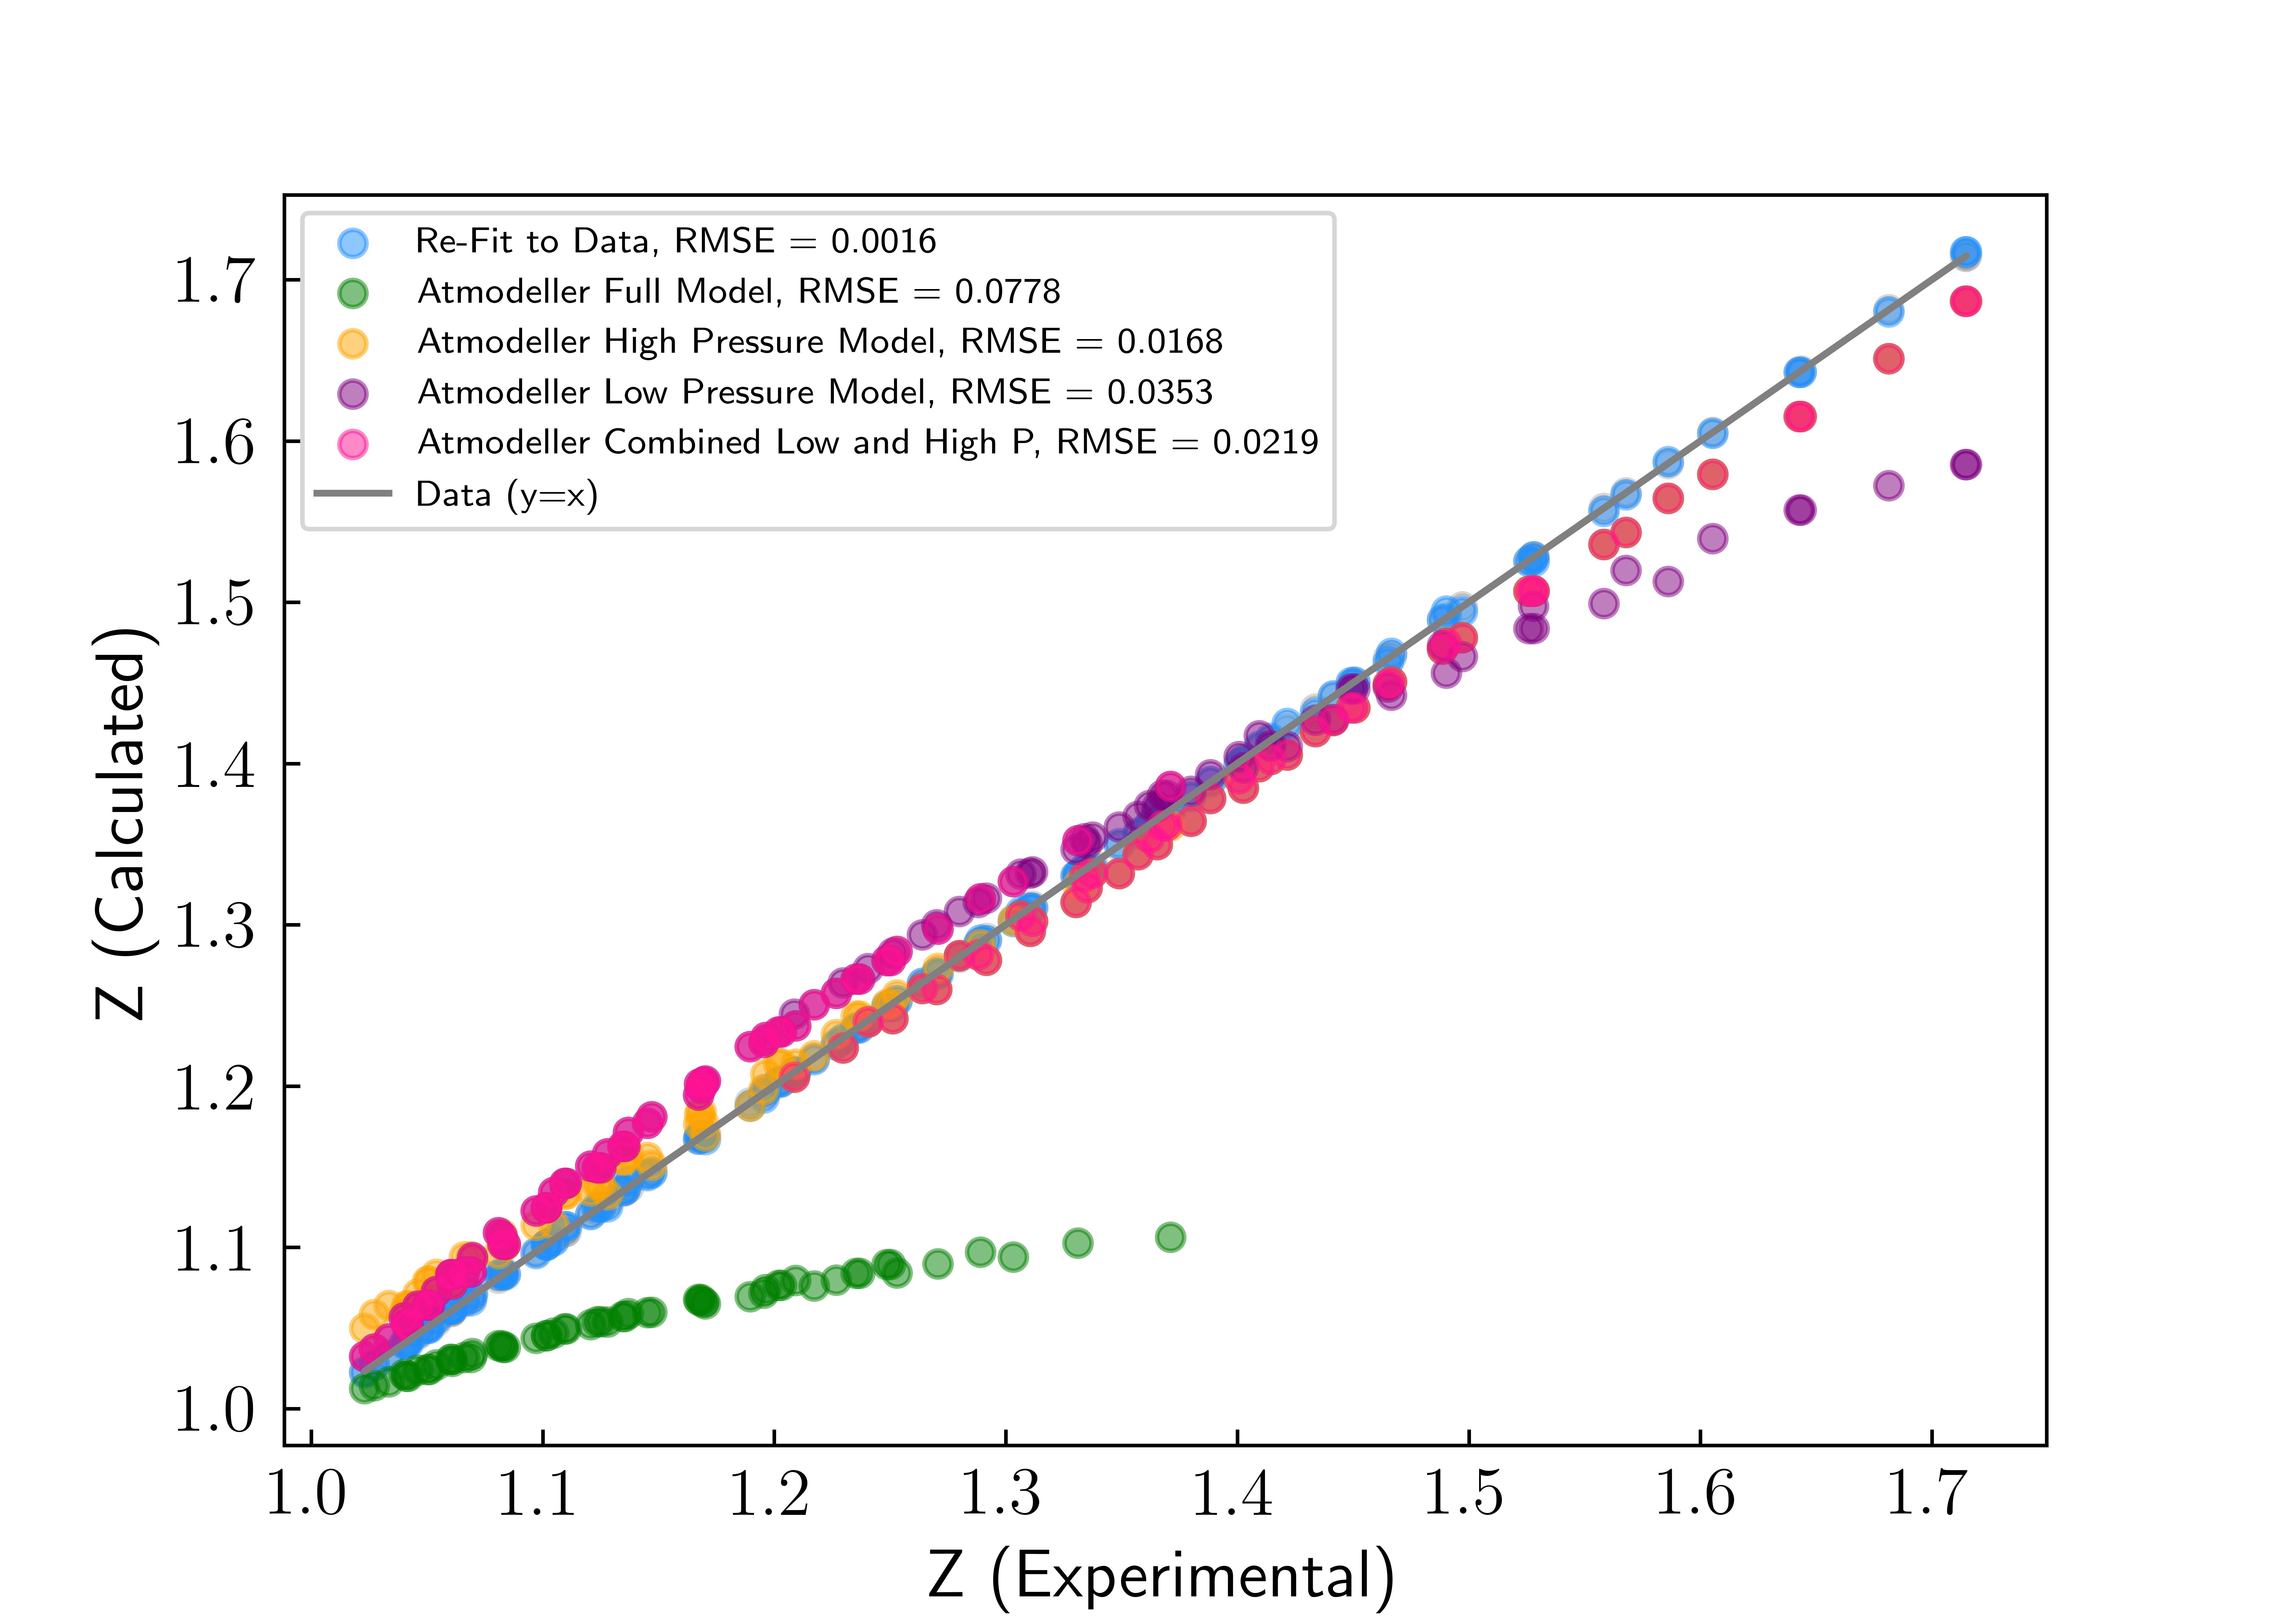 Re-Fit to Data, RMSE = 0.0016
Atmodeller Full Model, RMSE = 0.0778
Atmodeller High Pressure Model, RMSE = 0.0168
Atmodeller Low Pressure Model, RMSE = 0.0353
Atmodeller Combined Low and High P, RMSE = 0.0219
Data (y=x)
Z (Calculated)
1.7
1.6
1.5
1.4
1.3
1.2
1.1
1.0
1.0 1.1 1.2 1.3 1.4 1.5 1.6 1.7
Z (Experimental)